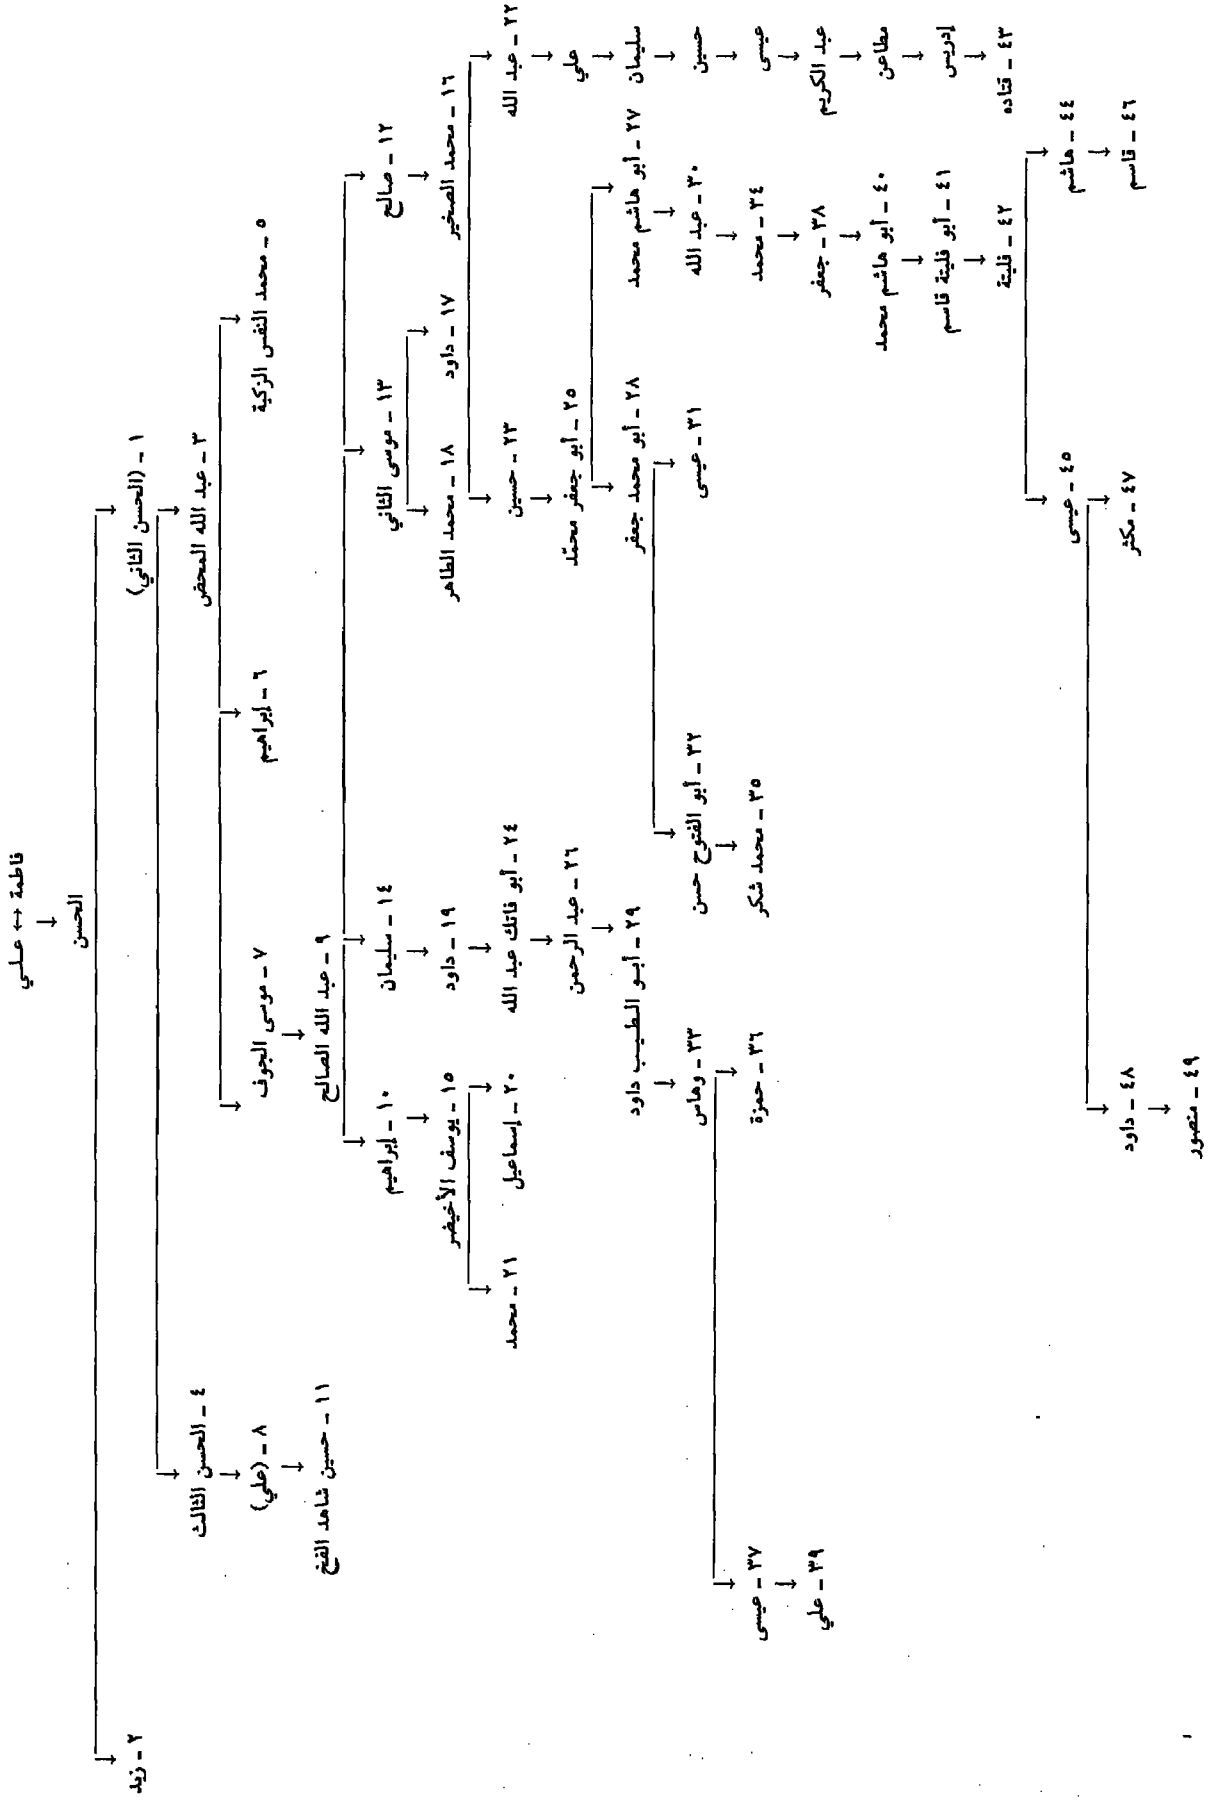 فاطمة ↔ علـي
الحسن
١ - (الحسن الثاني)
٢ - زيد
٣ - عبد الله المحض
٤ - الحسن الثالث
٥ - محمد النفس الزكية
٦ - إبراهيم
٧ - موسى الجوف
٨ - (علي)
٩ - عبد الله الصالح
١١ - حسين شاهد الفخ
١٢ - صالح
١٣ - موسى الثاني
١٤ - سليمان
١٠ - إبراهيم
١٦ - محمد الصخير
١٧ - داود
١٨ - محمد الطاهر
١٩ - داود
١٥ - يوسف الأخيضر
٢٢ - عبد الله
٢٣ - حسين
٢٤ - أبو فاتك عبد الله
٢٠ - إسماعيل
٢١ - محمد
علي
٢٥ - أبو جعفر محمّد
٢٦ - عبد الرحمن
سليمان
٢٧ - أبو هاشم محمد
٢٨ - أبو محمد جعفر
٢٩ - أبـو الطيـب داود
حسين
٣٠ - عبد الله
٣١ - عيسى
٣٢ - أبو الفتوح حسن
٣٣ - وهاس
عيسى
٣٤ - محمد
٣٥ - محمد شكر
٣٦ - حمزة
٣٧ - عيسى
عبد الكريم
٣٨ - جعفر
٣٩ - علي
مطاعن
٤٠ - أبو هاشم محمد
إدريس
٤١ - أبو فليتة قاسم
٤٣ - قتاده
٤٢ - فليتة
٤٤ - هاشم
٤٥ - عيسى
٤٦ - قاسم
٤٧ - مكثر
٤٨ - داود
٤٩ - منصور